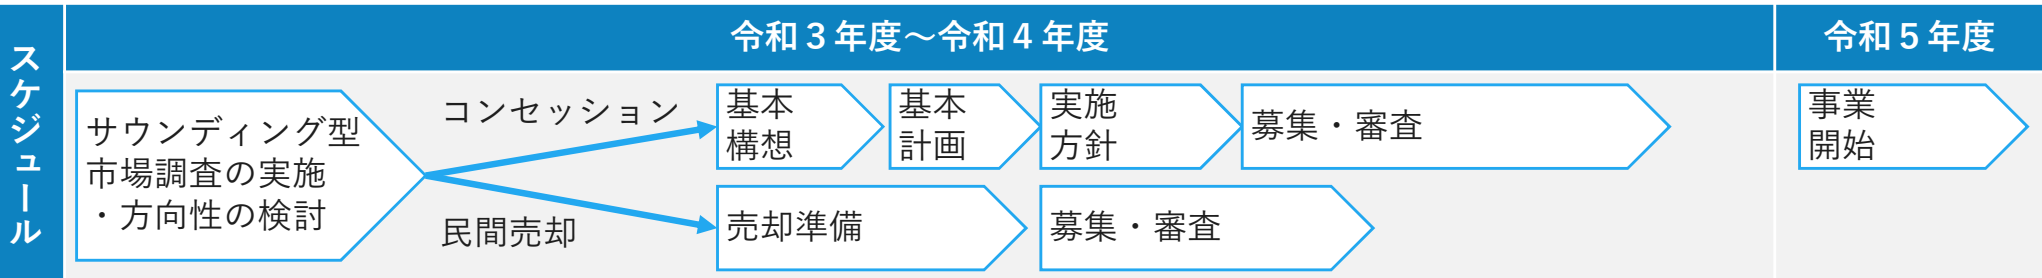 スケジュール
令和３年度～令和４年度
令和５年度
サウンディング型
市場調査の実施
・方向性の検討
コンセッション
基本
構想
基本
計画
実施
方針
募集・審査
事業
開始
民間売却
売却準備
募集・審査